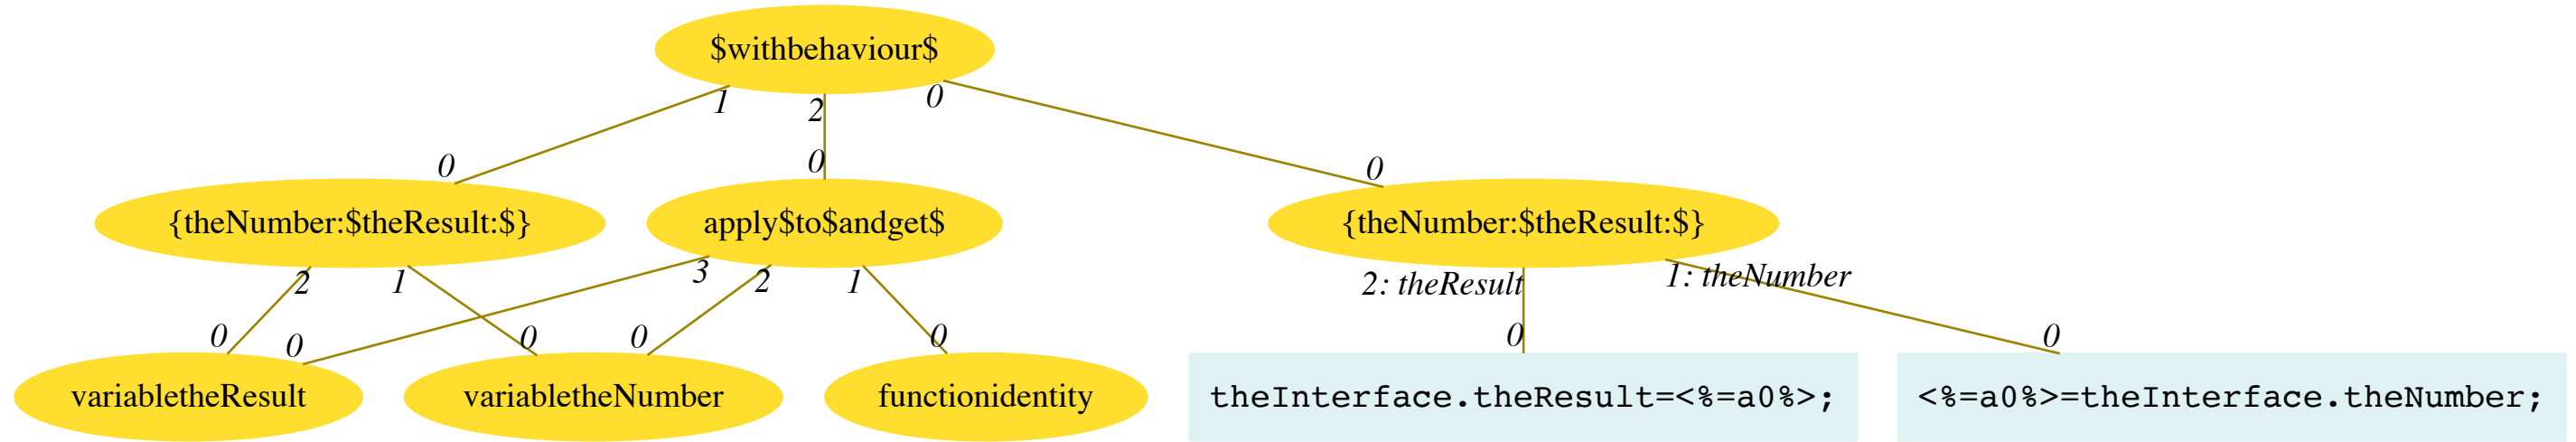 $withbehaviour$
1
2
0
0
0
0
{theNumber:$theResult:$}
apply$to$andget$
{theNumber:$theResult:$}
2
1
3
2
1
2: theResult
1: theNumber
0
0
0
0
0
0
0
variabletheResult
variabletheNumber
functionidentity
theInterface.theResult=<%=a0%>;
<%=a0%>=theInterface.theNumber;